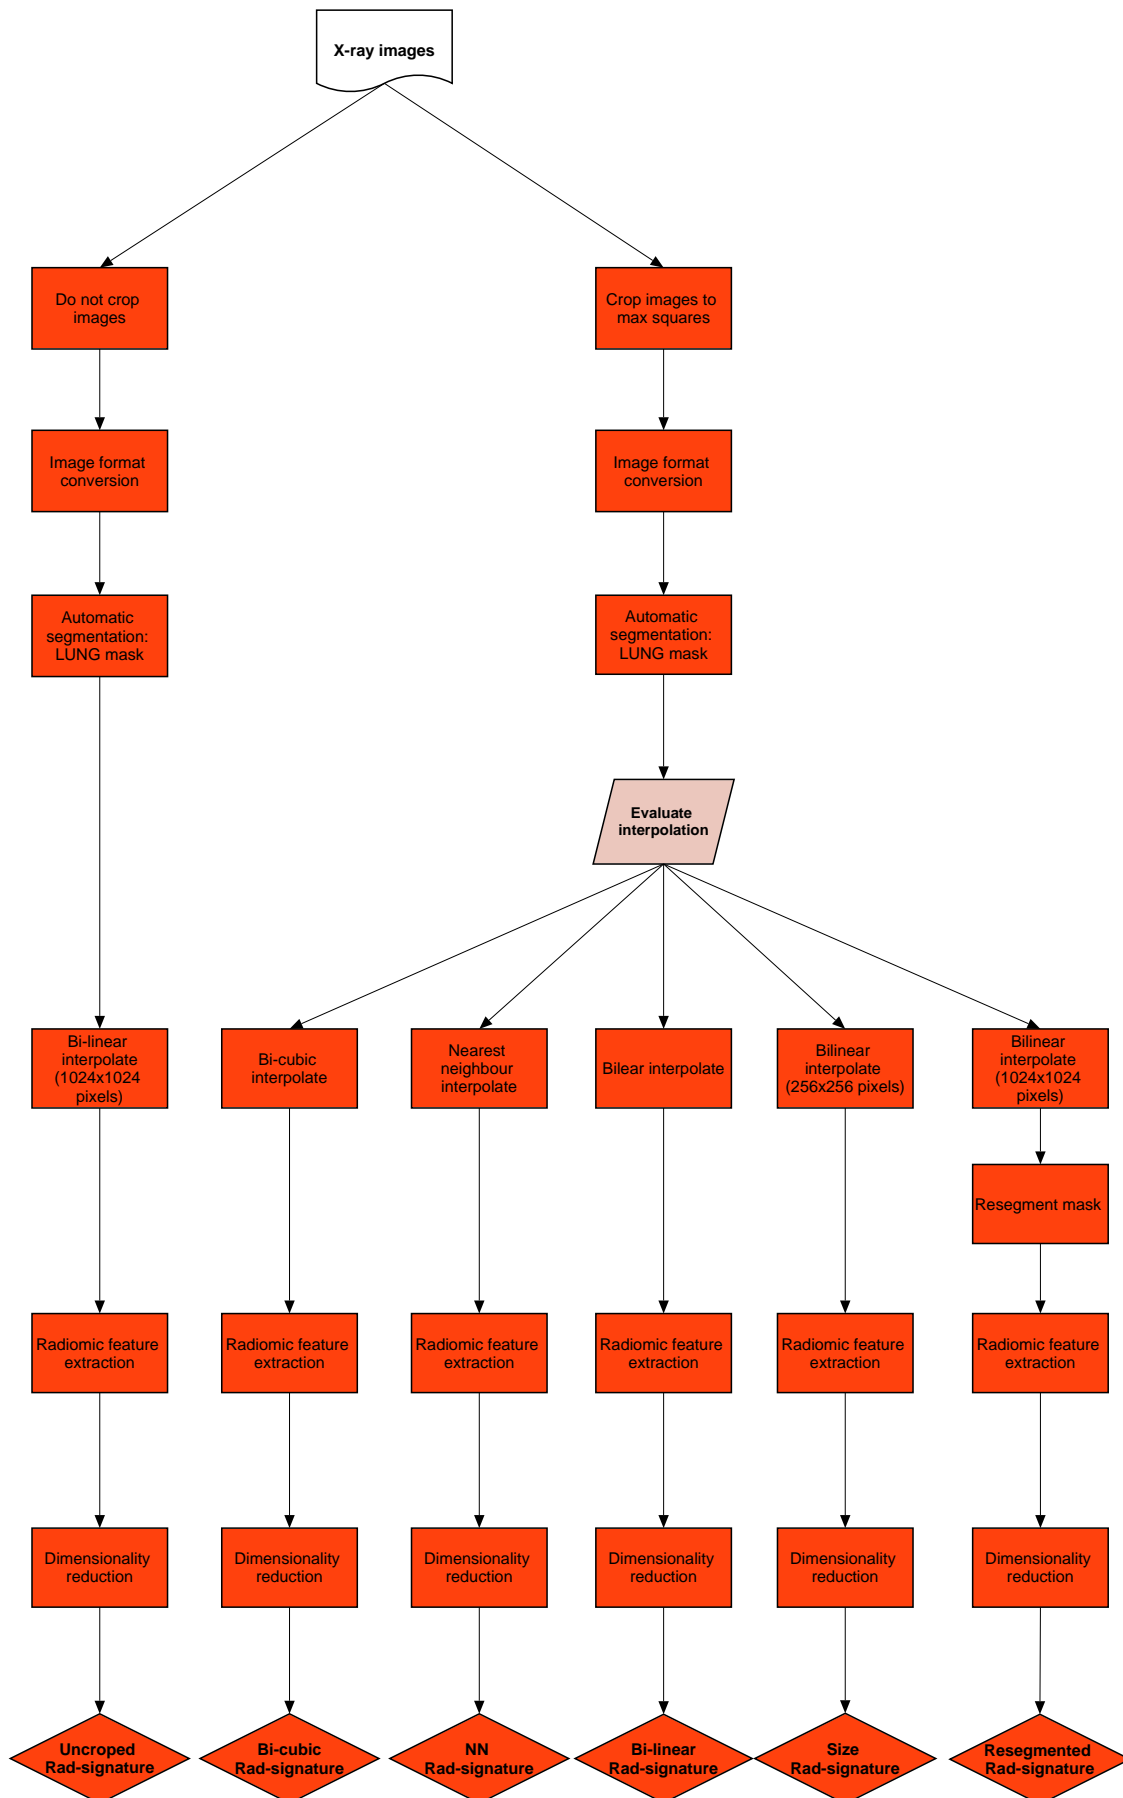 X-ray images
Do not crop
images
Crop images to
max squares
Image format
conversion
Image format
conversion
Automatic
segmentation:
LUNG mask
Automatic
segmentation:
LUNG mask
Evaluate
interpolation
Bi-linear
interpolate
(1024x1024
pixels)
Bi-cubic
interpolate
Nearest
neighbour
interpolate
Bilear interpolate
Bilinear
interpolate
(256x256 pixels)
Bilinear
interpolate
(1024x1024
pixels)
Resegment mask
Radiomic feature
extraction
Radiomic feature
extraction
Radiomic feature
extraction
Radiomic feature
extraction
Radiomic feature
extraction
Radiomic feature
extraction
Dimensionality
reduction
Dimensionality
reduction
Dimensionality
reduction
Dimensionality
reduction
Dimensionality
reduction
Dimensionality
reduction
Uncroped
Rad-signature
Bi-cubic
Rad-signature
NN
Rad-signature
Bi-linear
Rad-signature
Size
Rad-signature
Resegmented
Rad-signature